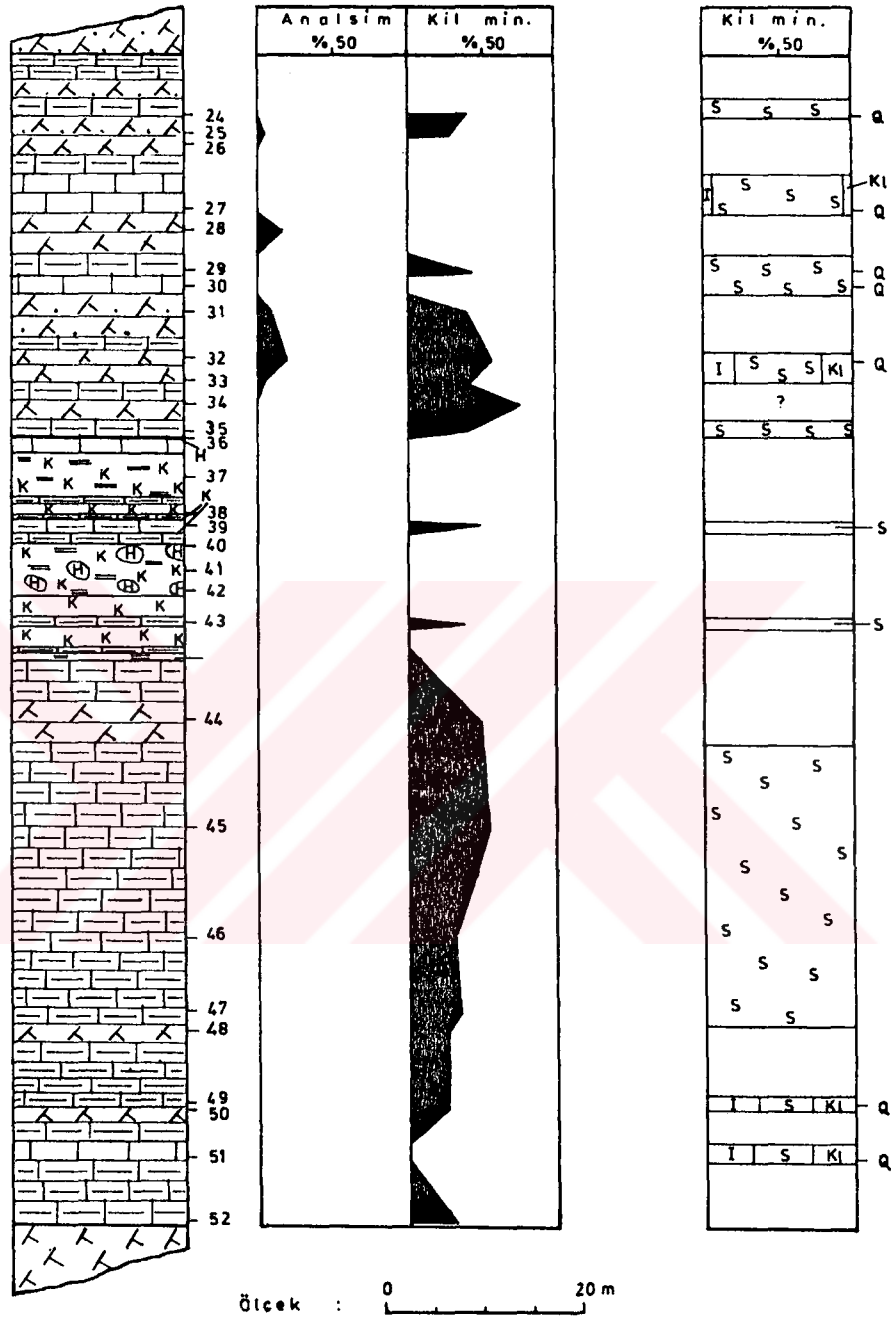 Analsim
% 50
Kil min.
% 50
Kil min.
% 50
24
25
26
27
28
29
30
31
32
33
34
35
36
H
37
K
38
39
40
41
42
43
44
45
46
47
48
49
50
51
52
K K K K K
K K K K
K H H
H K K
H K H H
K K K
K K K K
S S S Q
I S S S S Kl
Q
S S S Q
S S S Q
I S S S Kl Q
?
S S S S
S
S
S S
S
S S
S
S
S
S
S
S
S
S
S
I S Kl Q
I S Kl Q
Ölçek : 0 20 m